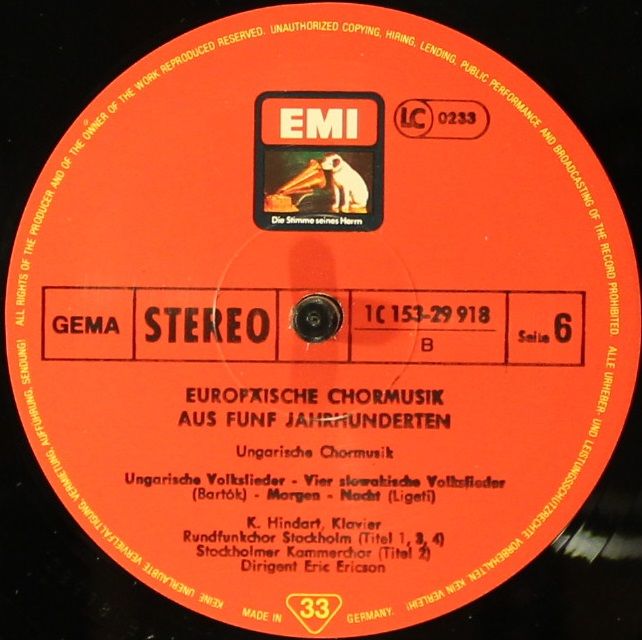 ALL RIGHTS OF THE PRODUCER AND OF THE OWNER OF THE WORK REPRODUCED RESERVED. UNAUTHORIZED COPYING, HIRING, LENDING, PUBLIC PERFORMANCE AND BROADCASTING OF THE RECORD PROHIBITED. ALLE URHEBER- UND LEISTUNGSSCHUTZRECHTE VORBEHALTEN. KEIN VERLEIH! KEINE UNERLAUBTE VERVIELFÄLTIGUNG, VERMIETUNG, AUFFÜHRUNG, SENDUNG!
EMI
LC 0233
Die Stimme seines Herrn
GEMA
STEREO
1C 153-29 918
B
Seite 6
EUROPÄISCHE CHORMUSIK
AUS FÜNF JAHRHUNDERTEN
Ungarische Chormusik
Ungarische Volkslieder - Vier slowakische Volkslieder
(Bartók) - Morgen - Nacht (Ligeti)
K. Hindart, Klavier
Rundfunkchor Stockholm (Titel 1, 3, 4)
Stockholmer Kammerchor (Titel 2)
Dirigent Eric Ericson
MADE IN 33 GERMANY